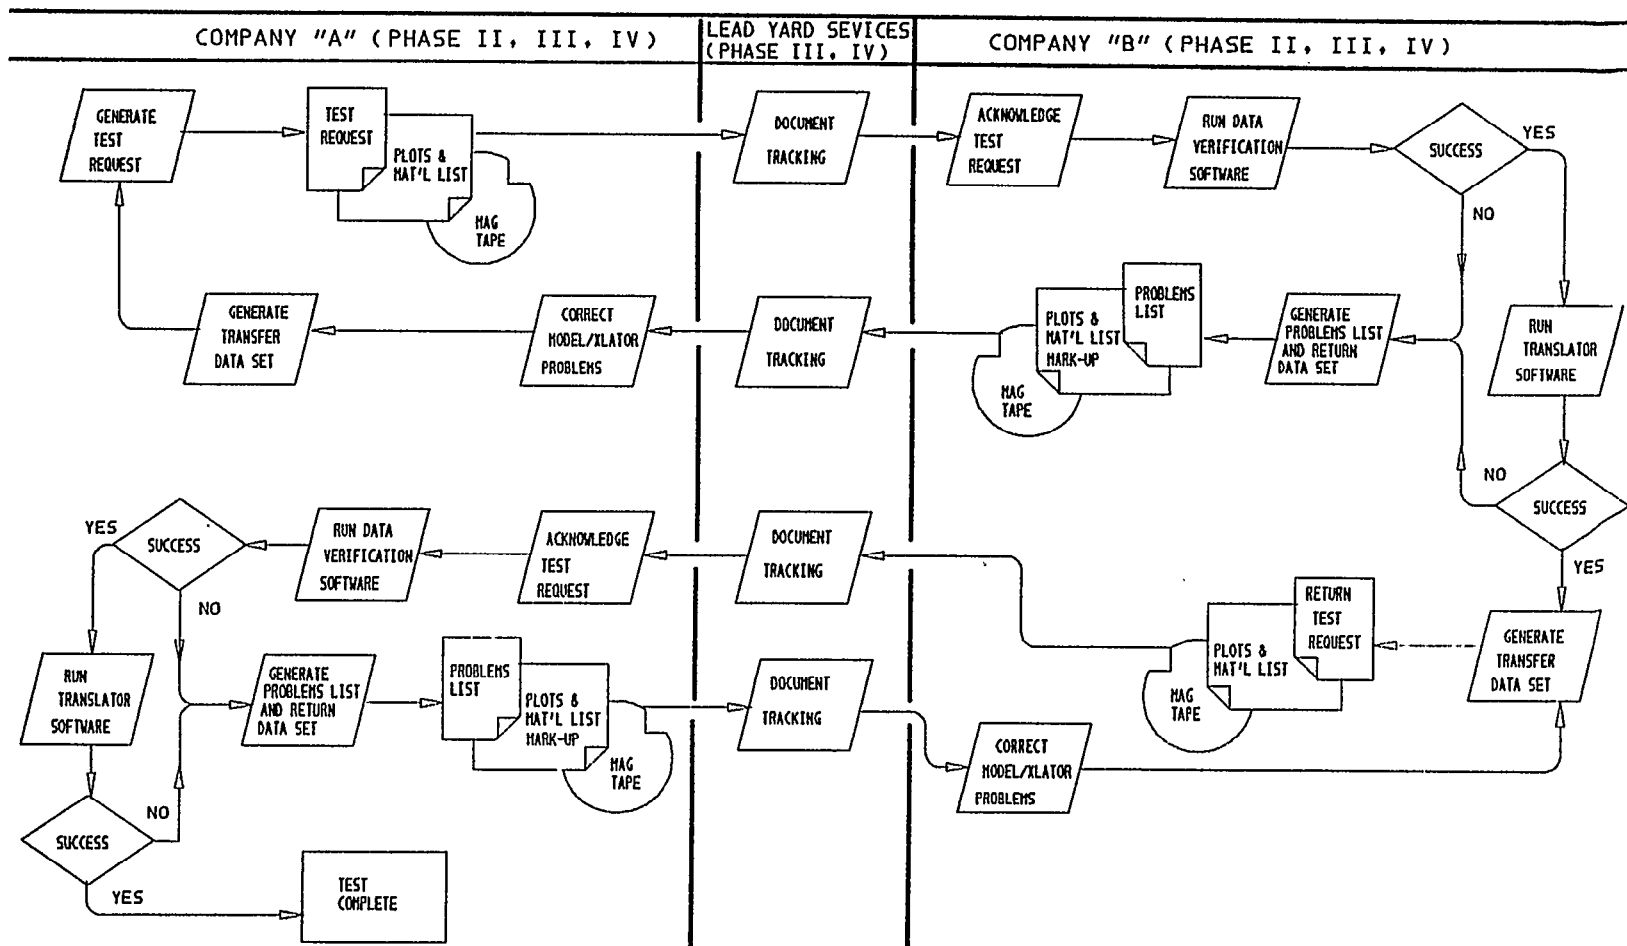 COMPANY "A" (PHASE II, III, IV)
LEAD YARD SEVICES
(PHASE III, IV)
COMPANY "B" (PHASE II, III, IV)
GENERATE
TEST
REQUEST
TEST
REQUEST
PLOTS &
MAT'L LIST
MAG
TAPE
DOCUMENT
TRACKING
ACKNOWLEDGE
TEST
REQUEST
RUN DATA
VERIFICATION
SOFTWARE
SUCCESS
YES
NO
GENERATE
TRANSFER
DATA SET
CORRECT
MODEL/XLATOR
PROBLEMS
DOCUMENT
TRACKING
PROBLEMS
LIST
PLOTS &
MAT'L LIST
MARK-UP
MAG
TAPE
GENERATE
PROBLEMS LIST
AND RETURN
DATA SET
RUN
TRANSLATOR
SOFTWARE
NO
SUCCESS
YES
YES
SUCCESS
NO
RUN DATA
VERIFICATION
SOFTWARE
ACKNOWLEDGE
TEST
REQUEST
DOCUMENT
TRACKING
RETURN
TEST
REQUEST
PLOTS &
MAT'L LIST
MAG
TAPE
GENERATE
TRANSFER
DATA SET
RUN
TRANSLATOR
SOFTWARE
GENERATE
PROBLEMS LIST
AND RETURN
DATA SET
PROBLEMS
LIST
PLOTS &
MAT'L LIST
MARK-UP
MAG
TAPE
DOCUMENT
TRACKING
CORRECT
MODEL/XLATOR
PROBLEMS
NO
SUCCESS
YES
TEST
COMPLETE